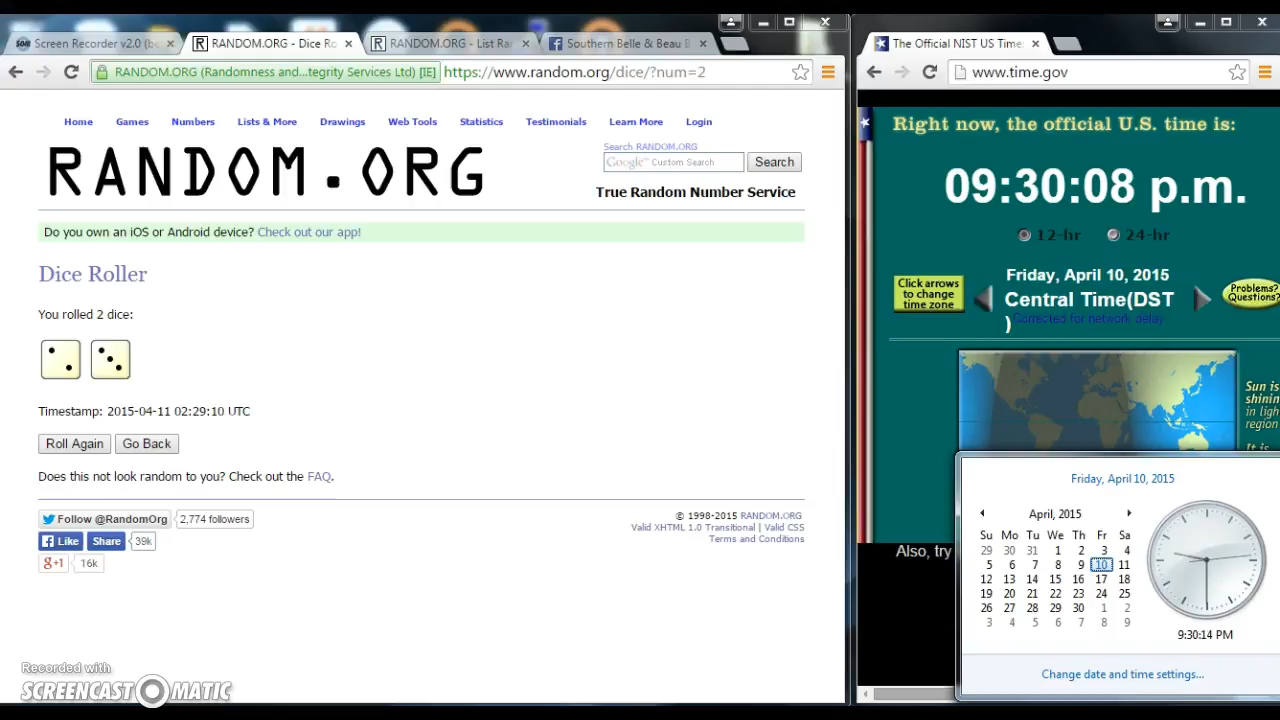 Screen Recorder v2.0 (be
RANDOM.ORG - Dice Ro
RANDOM.ORG - List Ran
Southern Belle & Beau B
RANDOM.ORG (Randomness and...tegrity Services Ltd) [IE]
https://www.random.org/dice/?num=2
Home Games Numbers Lists & More Drawings Web Tools Statistics Testimonials Learn More Login
RANDOM.ORG
Search RANDOM.ORG
Google™ Custom Search
Search
True Random Number Service
Do you own an iOS or Android device? Check out our app!
Dice Roller
You rolled 2 dice:
Timestamp: 2015-04-11 02:29:10 UTC
Roll Again Go Back
Does this not look random to you? Check out the FAQ.
Follow @RandomOrg 2,774 followers
Like Share 39k
g+1 16k
© 1998-2015 RANDOM.ORG
Valid XHTML 1.0 Transitional | Valid CSS
Terms and Conditions
Recorded with
SCREENCAST MATIC
The Official NIST US Time:
www.time.gov
Right now, the official U.S. time is:
09:30:08 p.m.
12-hr 24-hr
Click arrows
to change
time zone
Friday, April 10, 2015
Central Time(DST
)
Corrected for network delay
Problems?
Questions?
Sun is
shinin
in ligh
region
It is
Also, try
Friday, April 10, 2015
April, 2015
Su Mo Tu We Th Fr Sa
29 30 31 1 2 3 4
5 6 7 8 9 10 11
12 13 14 15 16 17 18
19 20 21 22 23 24 25
26 27 28 29 30 1 2
3 4 5 6 7 8 9
9:30:14 PM
Change date and time settings...